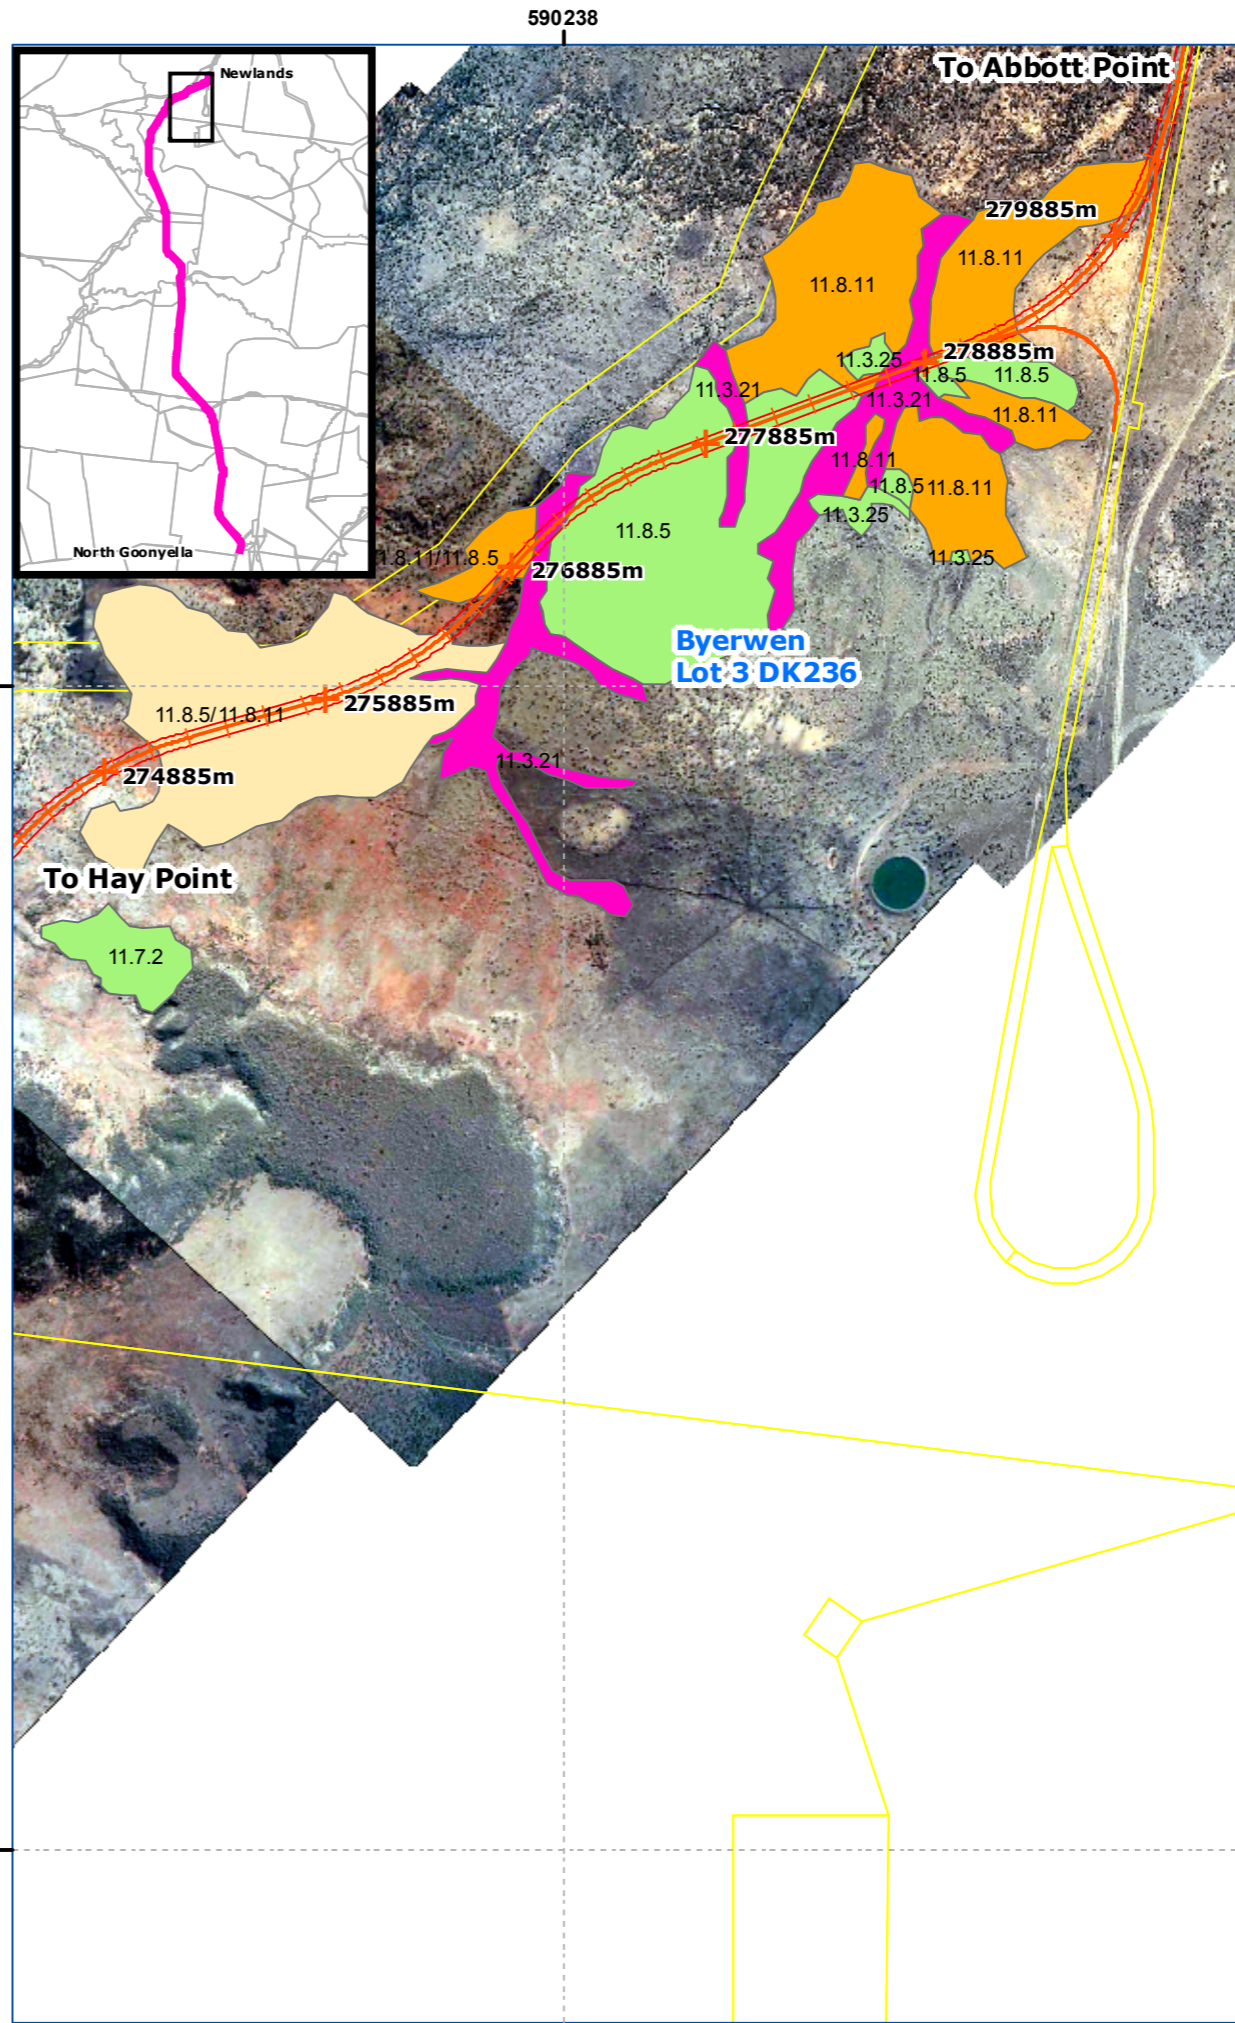 590238
Newlands
North Goonyella
To Abbott Point
279885m
11.8.11
11.8.11
11.3.25
278885m
11.8.5
11.8.5
11.3.21
11.3.21
11.8.11
277885m
11.8.11
11.8.5
11.8.11
11.3.25
11.8.5
11.3.25
11.8.11/11.8.5
276885m
Byerwen
Lot 3 DK236
275885m
11.8.5/11.8.11
11.3.21
274885m
To Hay Point
11.7.2